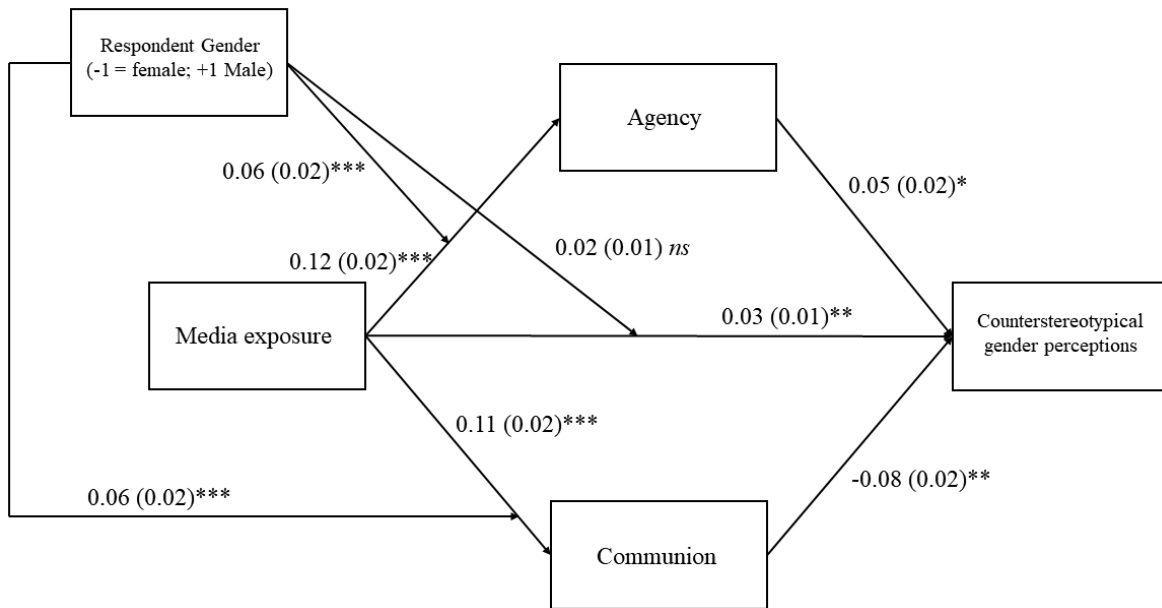 Respondent Gender
(-1 = female; +1 Male)
Agency
0.06 (0.02)***
0.05 (0.02)*
0.02 (0.01) ns
0.12 (0.02)***
Media exposure
0.03 (0.01)**
Counterstereotypical
gender perceptions
0.11 (0.02)***
-0.08 (0.02)**
0.06 (0.02)***
Communion